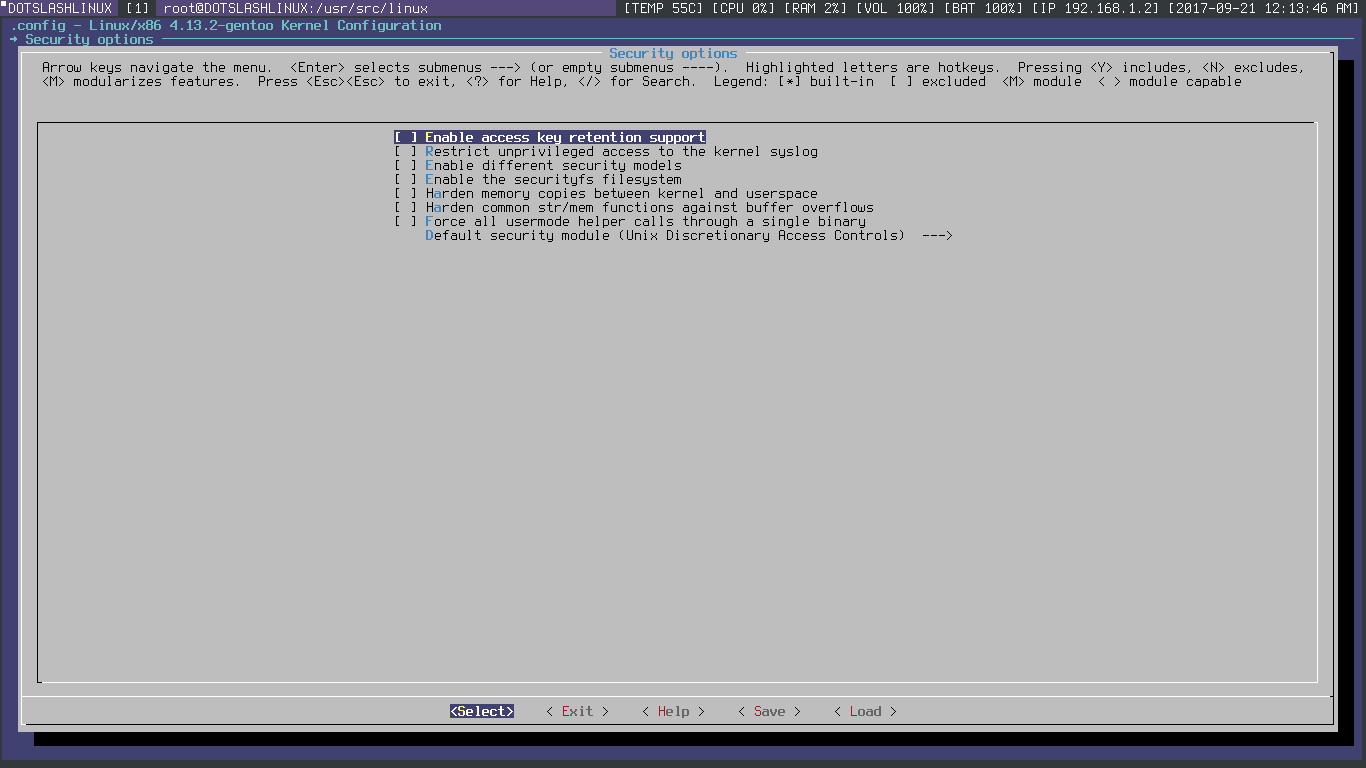 DOTSLASHLINUX [1] root@DOTSLASHLINUX:/usr/src/linux [TEMP 55C] [CPU 0%] [RAM 2%] [VOL 100%] [BAT 100%] [IP 192.168.1.2] [2017-09-21 12:13:46 AM]
.config - Linux/x86 4.13.2-gentoo Kernel Configuration
→ Security options
Security options
Arrow keys navigate the menu. <Enter> selects submenus ---> (or empty submenus ----). Highlighted letters are hotkeys. Pressing <Y> includes, <N> excludes,
<M> modularizes features. Press <Esc><Esc> to exit, <?> for Help, </> for Search. Legend: [*] built-in [ ] excluded <M> module < > module capable
[ ] Enable access key retention support
[ ] Restrict unprivileged access to the kernel syslog
[ ] Enable different security models
[ ] Enable the securityfs filesystem
[ ] Harden memory copies between kernel and userspace
[ ] Harden common str/mem functions against buffer overflows
[ ] Force all usermode helper calls through a single binary
Default security module (Unix Discretionary Access Controls) --->
<Select> < Exit > < Help > < Save > < Load >